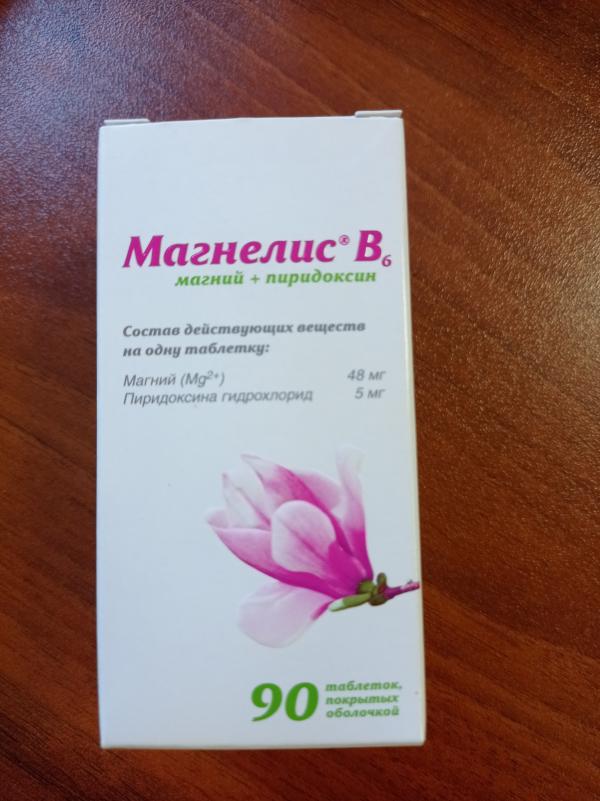 Магнелис® B₆
магний + пиридоксин
Состав действующих веществ
на одну таблетку:
Магний (Mg²⁺) 48 мг
Пиридоксина гидрохлорид 5 мг
90 таблеток,
покрытых
оболочкой